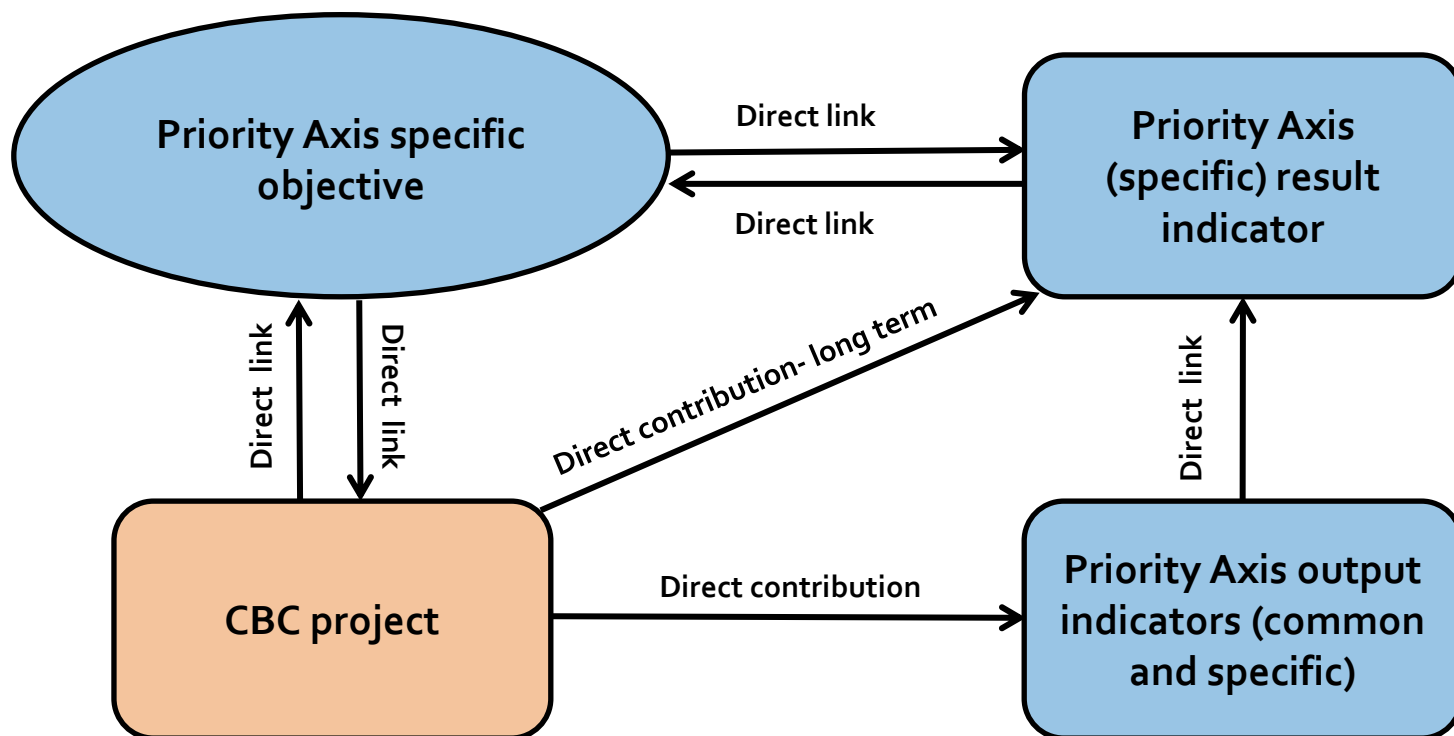 Priority Axis specific
objective
Direct link
Direct link
Priority Axis
(specific) result
indicator
Direct link
Direct link
Direct contribution- long term
Direct link
CBC project
Direct contribution
Priority Axis output
indicators (common
and specific)